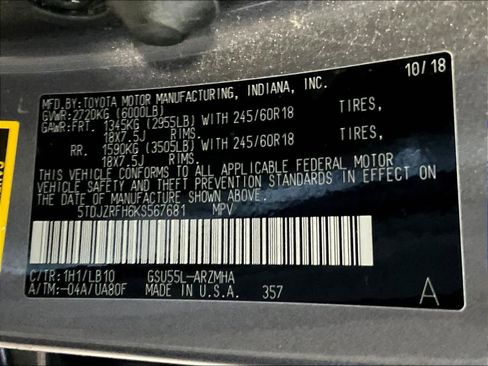 10/18
MFD.BY:TOYOTA MOTOR MANUFACTURING, INDIANA, INC.
GVWR:2720KG (6000LB)
GAWR:FRT. 1345KG (2955LB) WITH 245/60R18 TIRES,
18X7.5J RIMS.
RR. 1590KG (3505LB) WITH 245/60R18 TIRES,
18X7.5J RIMS.
THIS VEHICLE CONFORMS TO ALL APPLICABLE FEDERAL MOTOR
VEHICLE SAFETY AND THEFT PREVENTION STANDARDS IN EFFECT ON
THE DATE OF MANUFACTURE SHOWN ABOVE.
5TDJZRFH6KS567681 MPV
C/TR:1H1/LB10 GSU55L-ARZMHA
A/TM:-04A/UA80F MADE IN U.S.A. 357 A